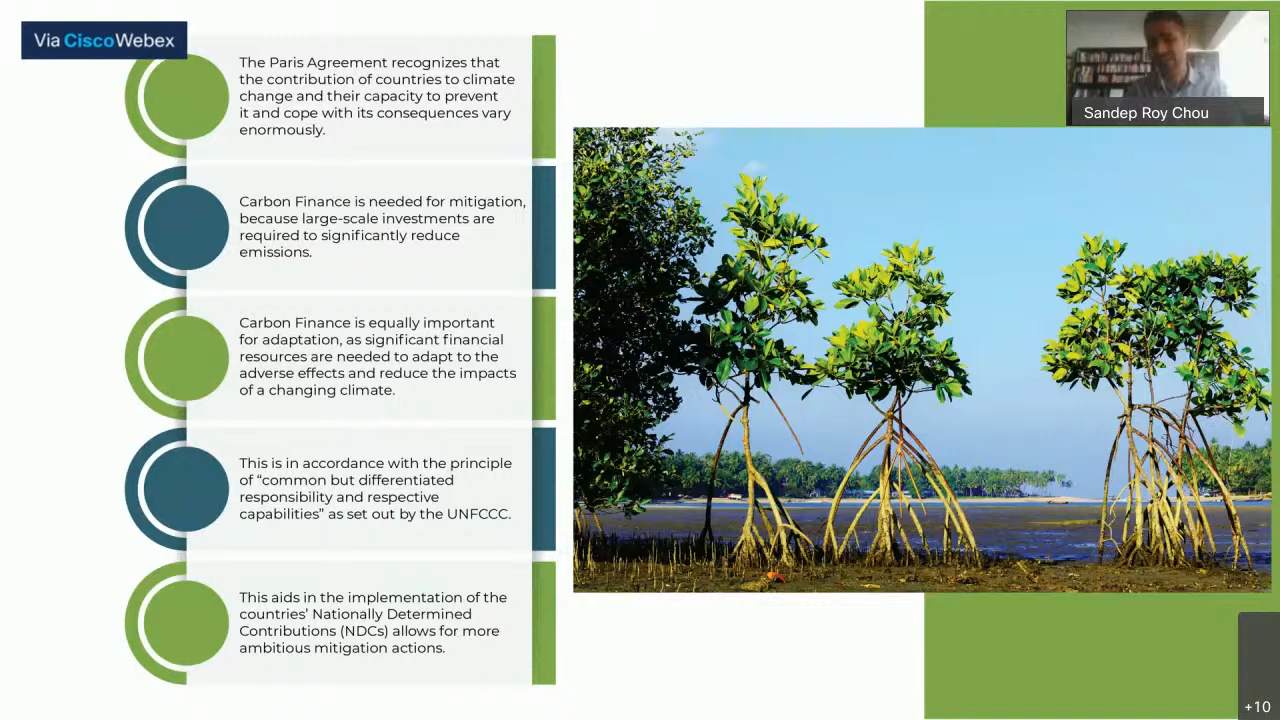 Via Cisco Webex
The Paris Agreement recognizes that
the contribution of countries to climate
change and their capacity to prevent
it and cope with its consequences vary
enormously.
Carbon Finance is needed for mitigation,
because large-scale investments are
required to significantly reduce
emissions.
Carbon Finance is equally important
for adaptation, as significant financial
resources are needed to adapt to the
adverse effects and reduce the impacts
of a changing climate.
This is in accordance with the principle
of “common but differentiated
responsibility and respective
capabilities” as set out by the UNFCCC.
This aids in the implementation of the
countries’ Nationally Determined
Contributions (NDCs) allows for more
ambitious mitigation actions.
Sandep Roy Chou
+10